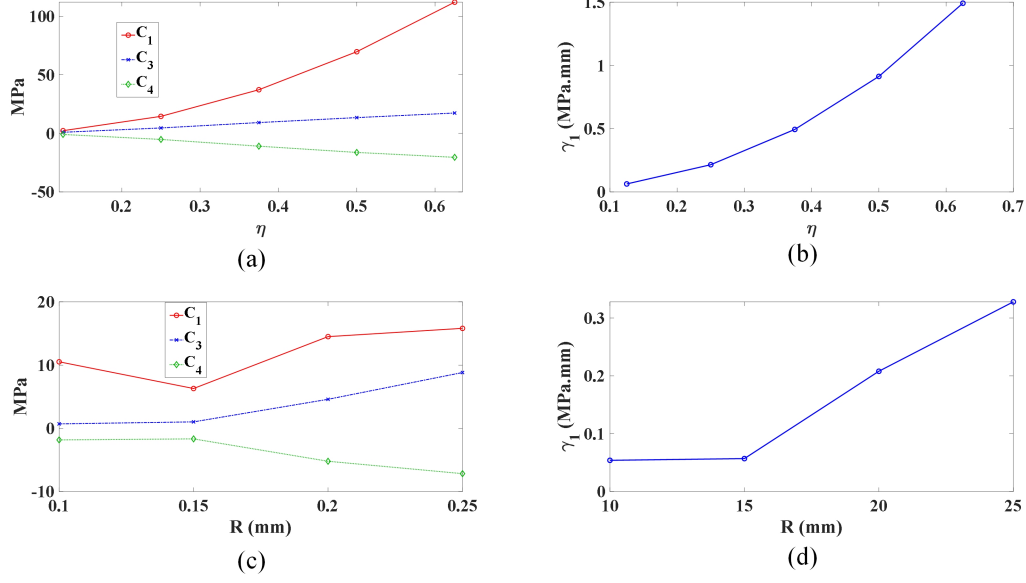 100
50
0
-50
MPa
C1
C3
C4
0.2 0.3 0.4 0.5 0.6
η
(a)
1.5
1
0.5
0
γ1 (MPa.mm)
0.1 0.2 0.3 0.4 0.5 0.6 0.7
η
(b)
20
10
0
-10
MPa
C1
C3
C4
0.1 0.15 0.2 0.25
R (mm)
(c)
0.3
0.2
0.1
0
γ1 (MPa.mm)
10 15 20 25
R (mm)
(d)